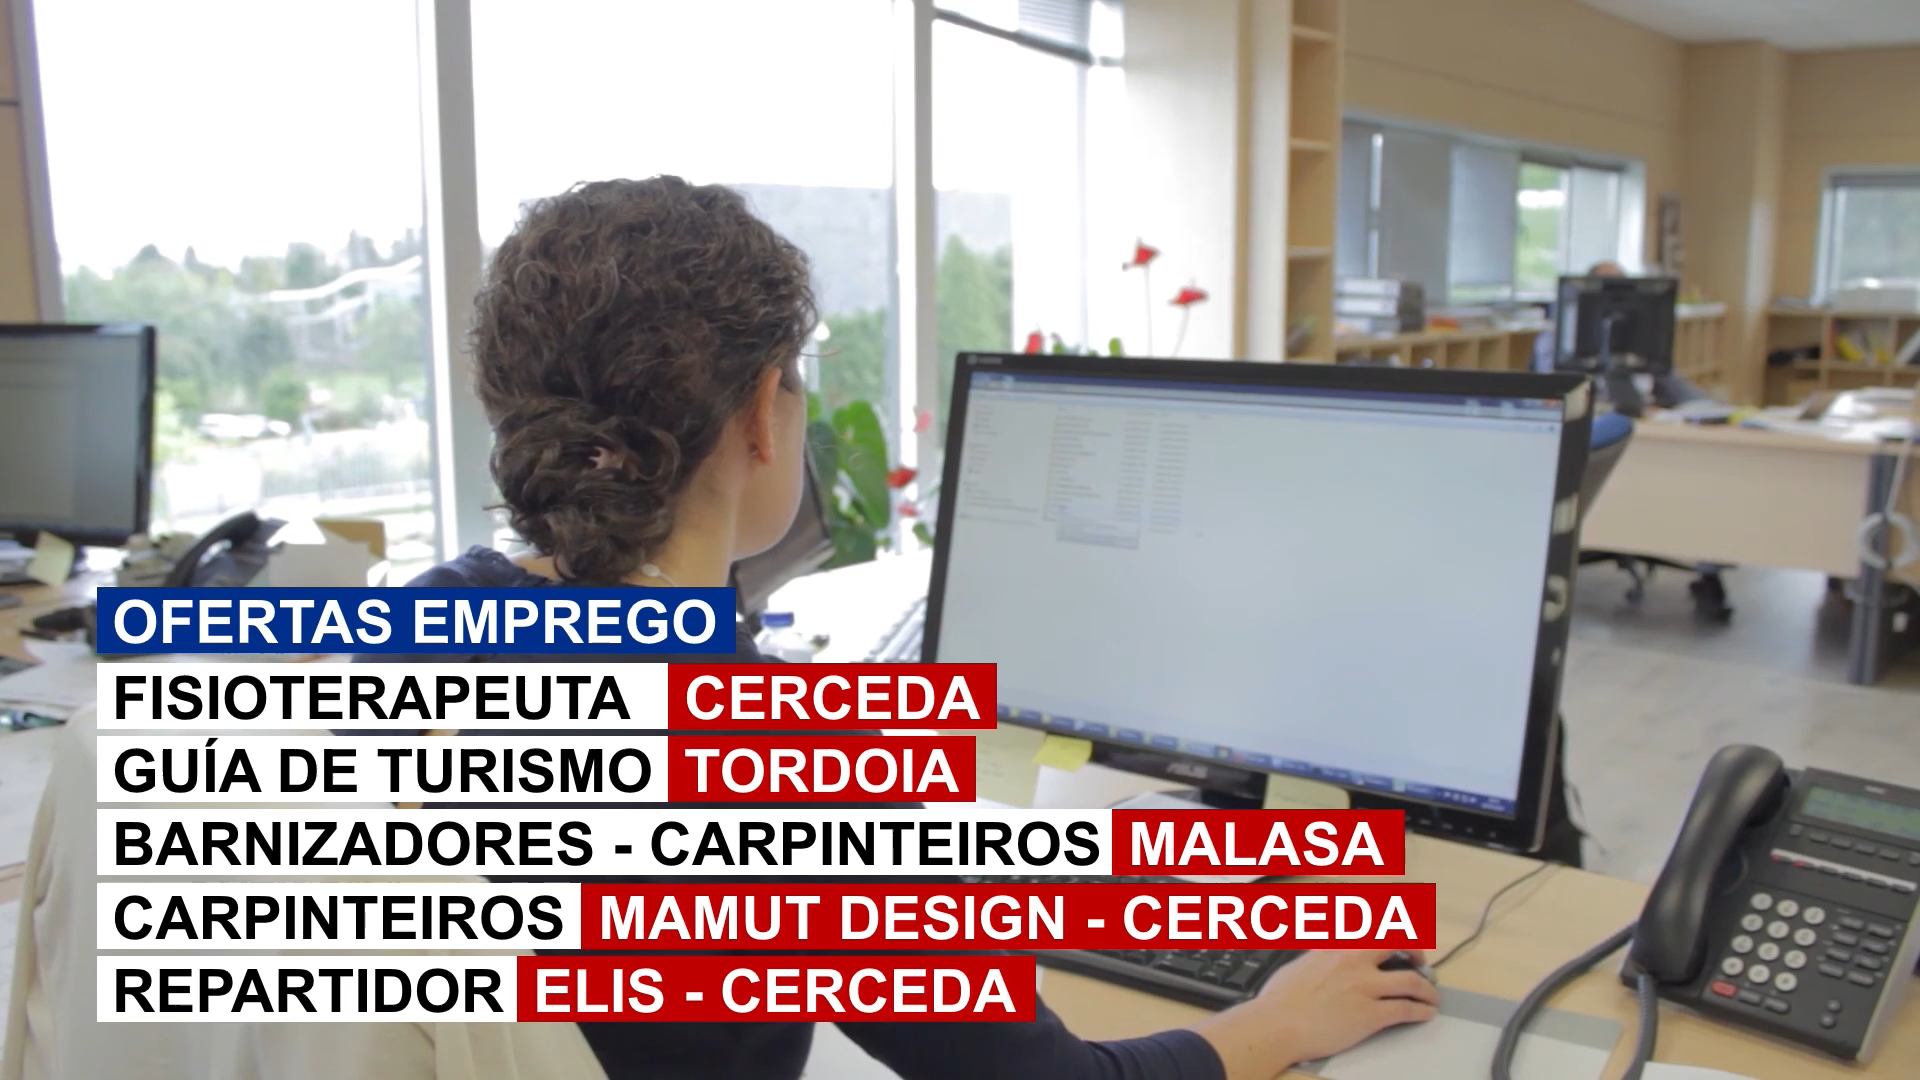 OFERTAS EMPREGO
FISIOTERAPEUTA CERCEDA
GUÍA DE TURISMO TORDOIA
BARNIZADORES - CARPINTEIROS MALASA
CARPINTEIROS MAMUT DESIGN - CERCEDA
REPARTIDOR ELIS - CERCEDA